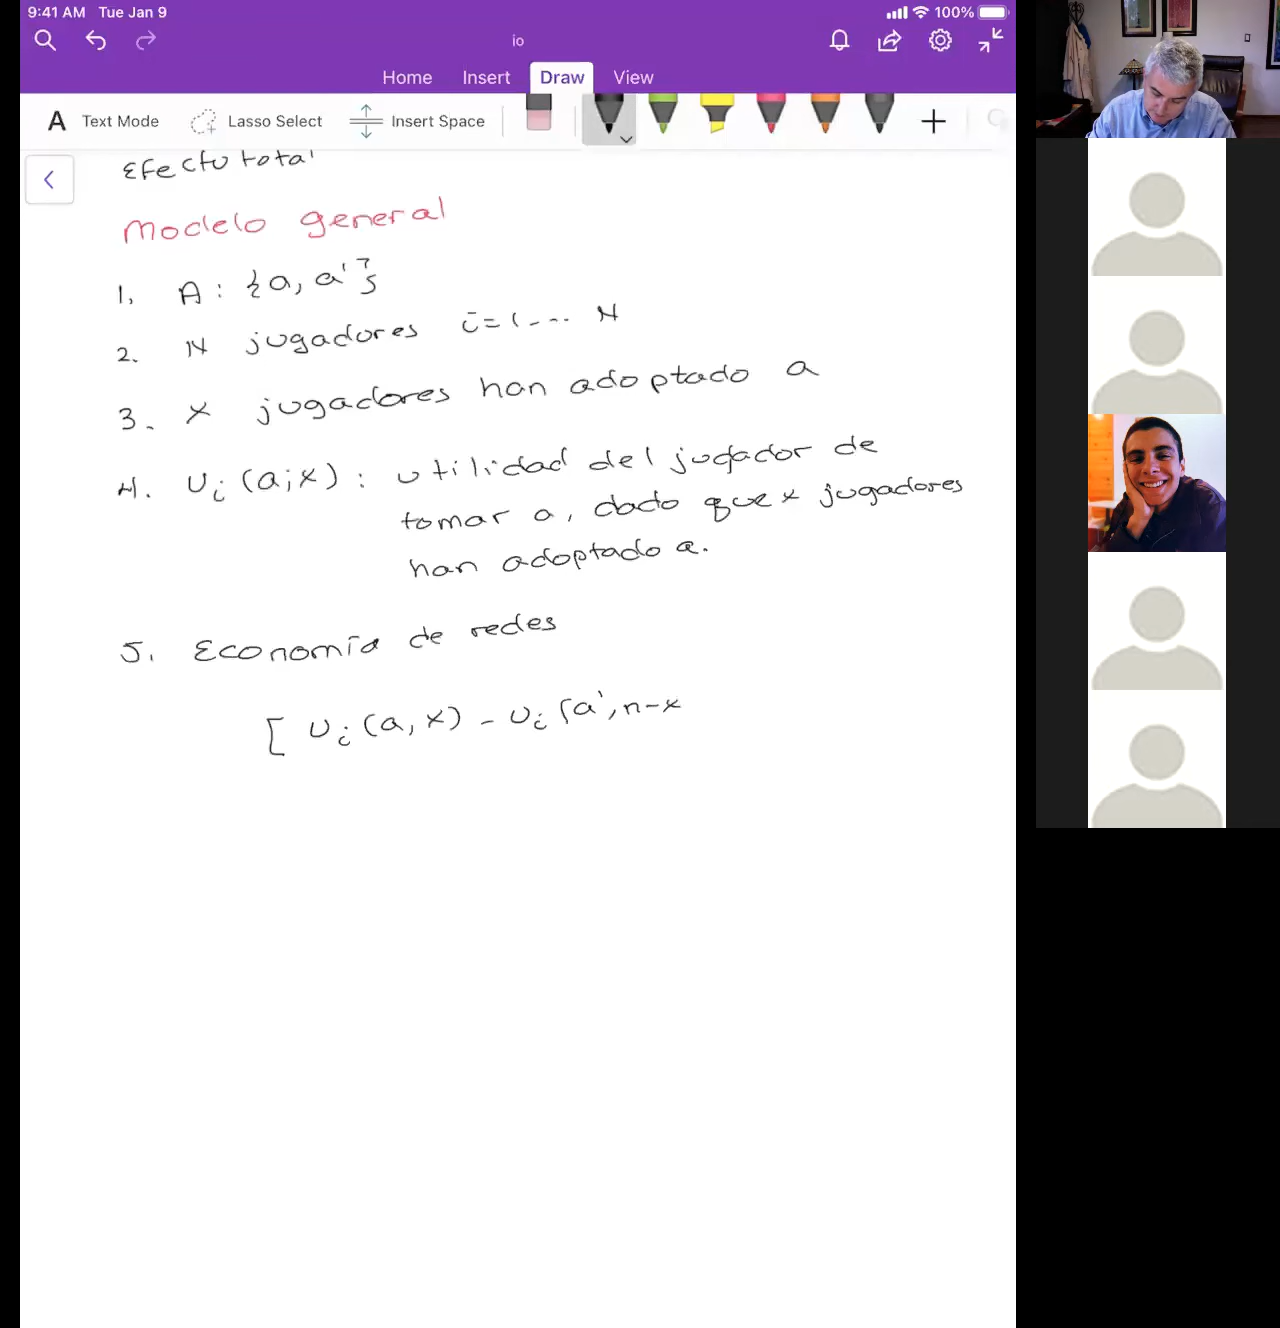 9:41 AM Tue Jan 9
100%
io
Home Insert Draw View
A Text Mode Lasso Select Insert Space
Efecto total
Modelo general
1. A : {a, a'}
2. N jugadores i=1--.. N
3. x jugadores han adoptado a
4. Ui (a;x) : utilidad del jugador de
tomar a, dado que x jugadores
han adoptado a.
5. Economía de redes
[ Ui (a, x) - Ui (a', n-x